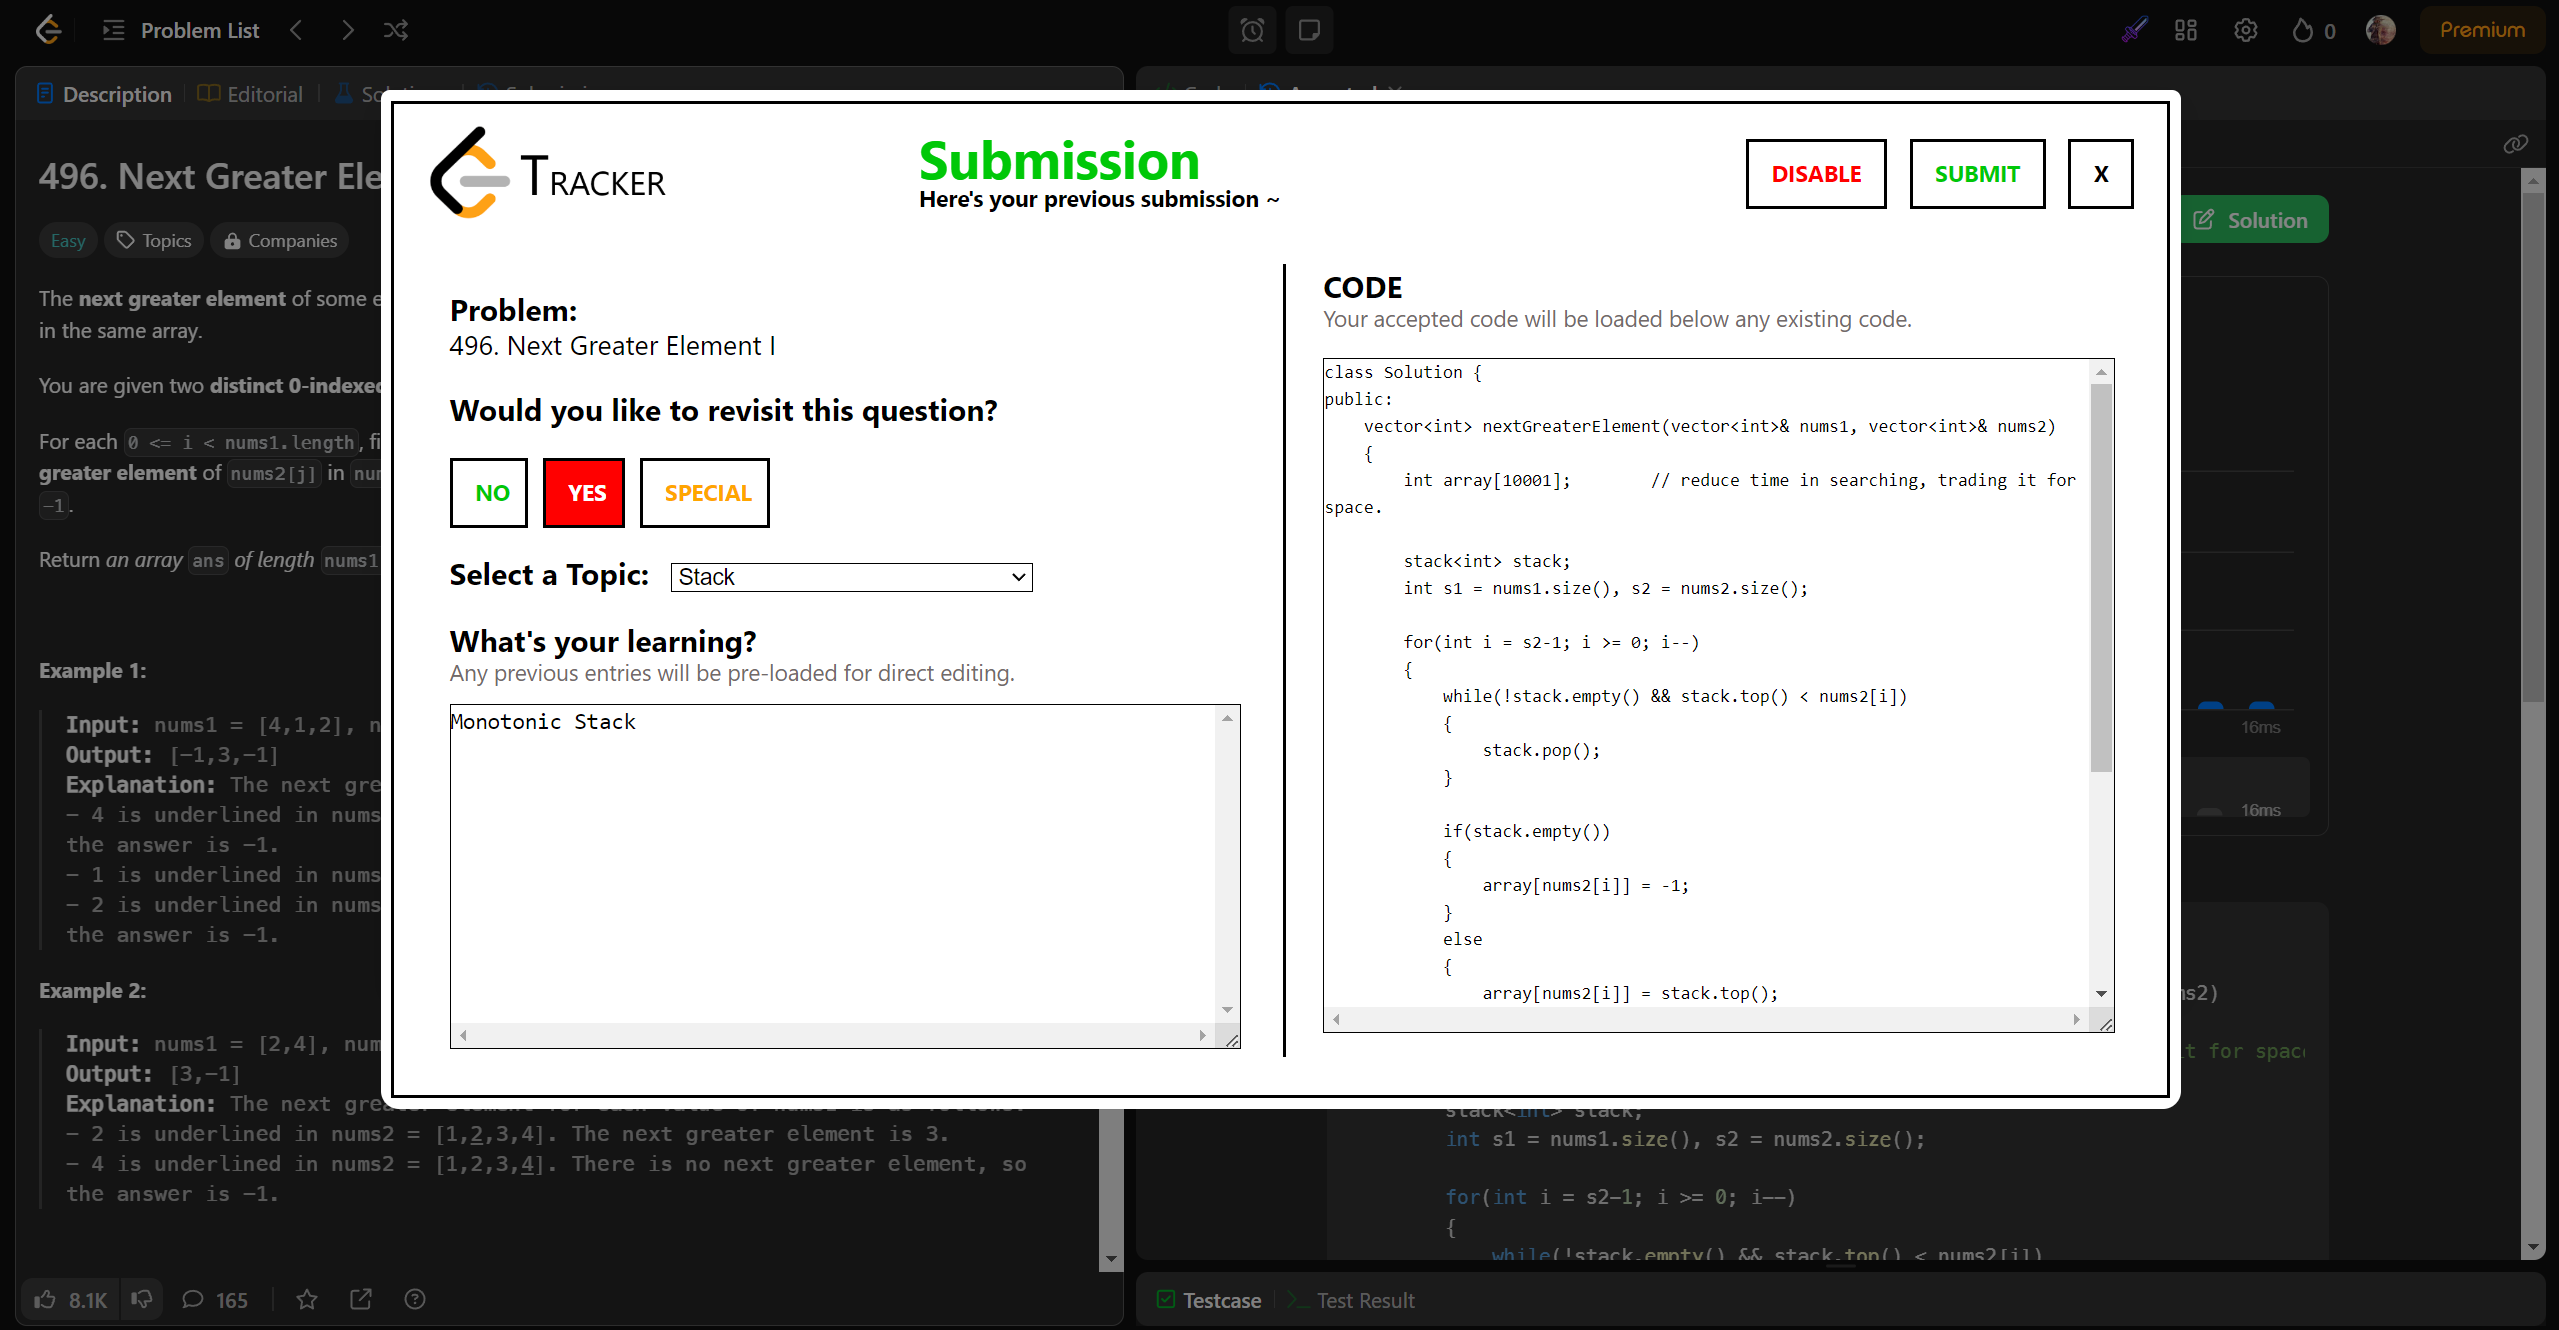 Problem List
0
Premium
Description
Editorial
496. Next Greater Ele
Easy
Topics
Companies
The next greater element of some e
in the same array.
You are given two distinct 0-indexed
For each 0 <= i < nums1.length, fi
greater element of nums2[j] in num
-1.
Return an array ans of length nums1
Example 1:
Input: nums1 = [4,1,2], n
Output: [-1,3,-1]
Explanation: The next gre
- 4 is underlined in nums
the answer is -1.
- 1 is underlined in nums
- 2 is underlined in nums
the answer is -1.
Example 2:
Input: nums1 = [2,4], num
Output: [3,-1]
Explanation: The next gre
- 2 is underlined in nums2 = [1,2,3,4]. The next greater element is 3.
- 4 is underlined in nums2 = [1,2,3,4]. There is no next greater element, so
the answer is -1.
8.1K
165
TRACKER
Submission
Here's your previous submission ~
DISABLE
SUBMIT
X
Problem:
496. Next Greater Element I
Would you like to revisit this question?
NO
YES
SPECIAL
Select a Topic:
Stack
What's your learning?
Any previous entries will be pre-loaded for direct editing.
Monotonic Stack
CODE
Your accepted code will be loaded below any existing code.
class Solution {
public:
    vector<int> nextGreaterElement(vector<int>& nums1, vector<int>& nums2)
    {
        int array[10001];        // reduce time in searching, trading it for
space.
        stack<int> stack;
        int s1 = nums1.size(), s2 = nums2.size();
        for(int i = s2-1; i >= 0; i--)
        {
            while(!stack.empty() && stack.top() < nums2[i])
            {
                stack.pop();
            }
            if(stack.empty())
            {
                array[nums2[i]] = -1;
            }
            else
            {
                array[nums2[i]] = stack.top();
Solution
16ms
16ms
ns2)
t for spac
stack<int> stack;
int s1 = nums1.size(), s2 = nums2.size();
for(int i = s2-1; i >= 0; i--)
{
while(!stack.empty() && stack.top() < nums2[i])
Testcase
Test Result